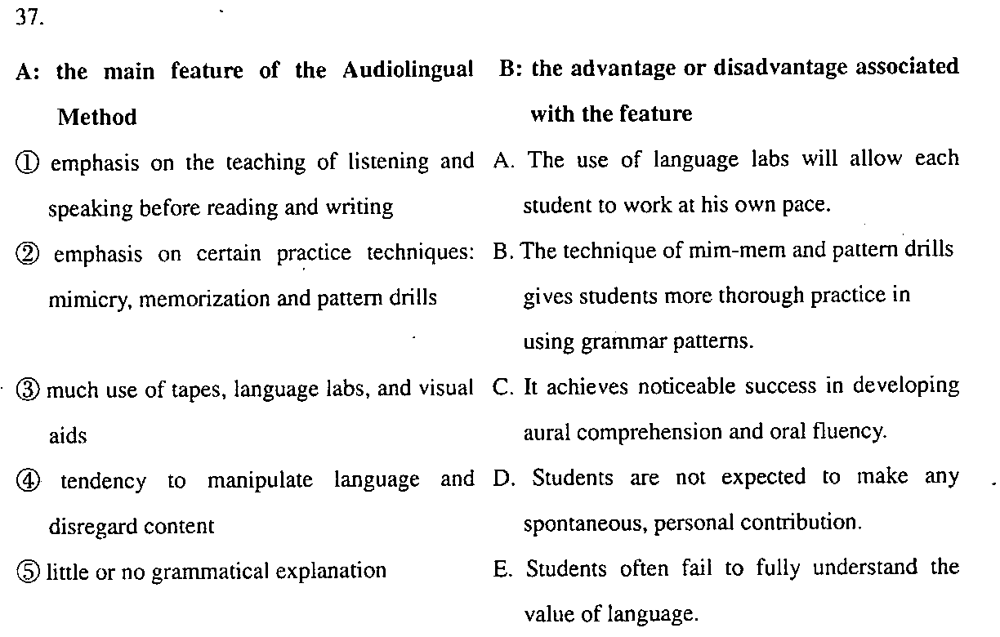 37.
A: the main feature of the Audiolingual Method
B: the advantage or disadvantage associated with the feature
① emphasis on the teaching of listening and
speaking before reading and writing
A. The use of language labs will allow each
student to work at his own pace.
② emphasis on certain practice techniques:
mimicry, memorization and pattern drills
B. The technique of mim-mem and pattern drills
gives students more thorough practice in
using grammar patterns.
③ much use of tapes, language labs, and visual
aids
C. It achieves noticeable success in developing
aural comprehension and oral fluency.
④ tendency to manipulate language and
disregard content
D. Students are not expected to make any
spontaneous, personal contribution.
⑤ little or no grammatical explanation
E. Students often fail to fully understand the
value of language.